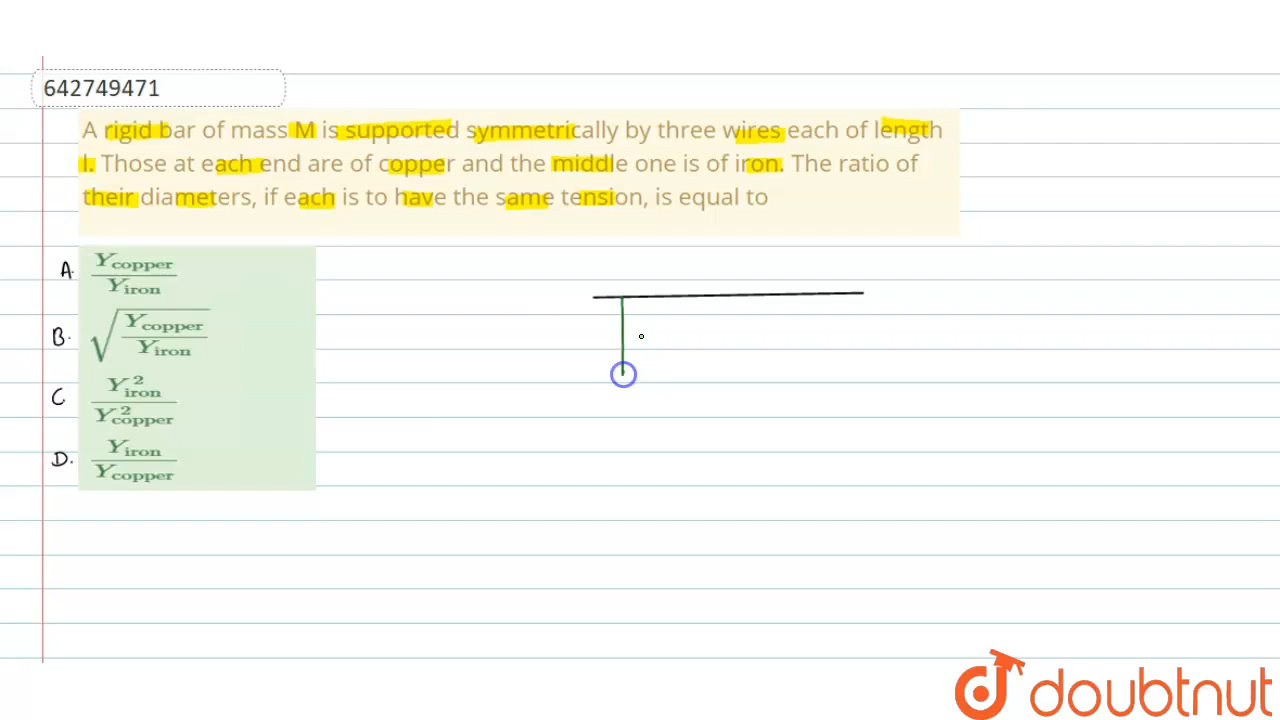 642749471
A rigid bar of mass M is supported symmetrically by three wires each of length
l. Those at each end are of copper and the middle one is of iron. The ratio of
their diameters, if each is to have the same tension, is equal to
A. Y_copper / Y_iron
B. √(Y_copper / Y_iron)
C. Y_iron^2 / Y_copper^2
D. Y_iron / Y_copper
doubtnut